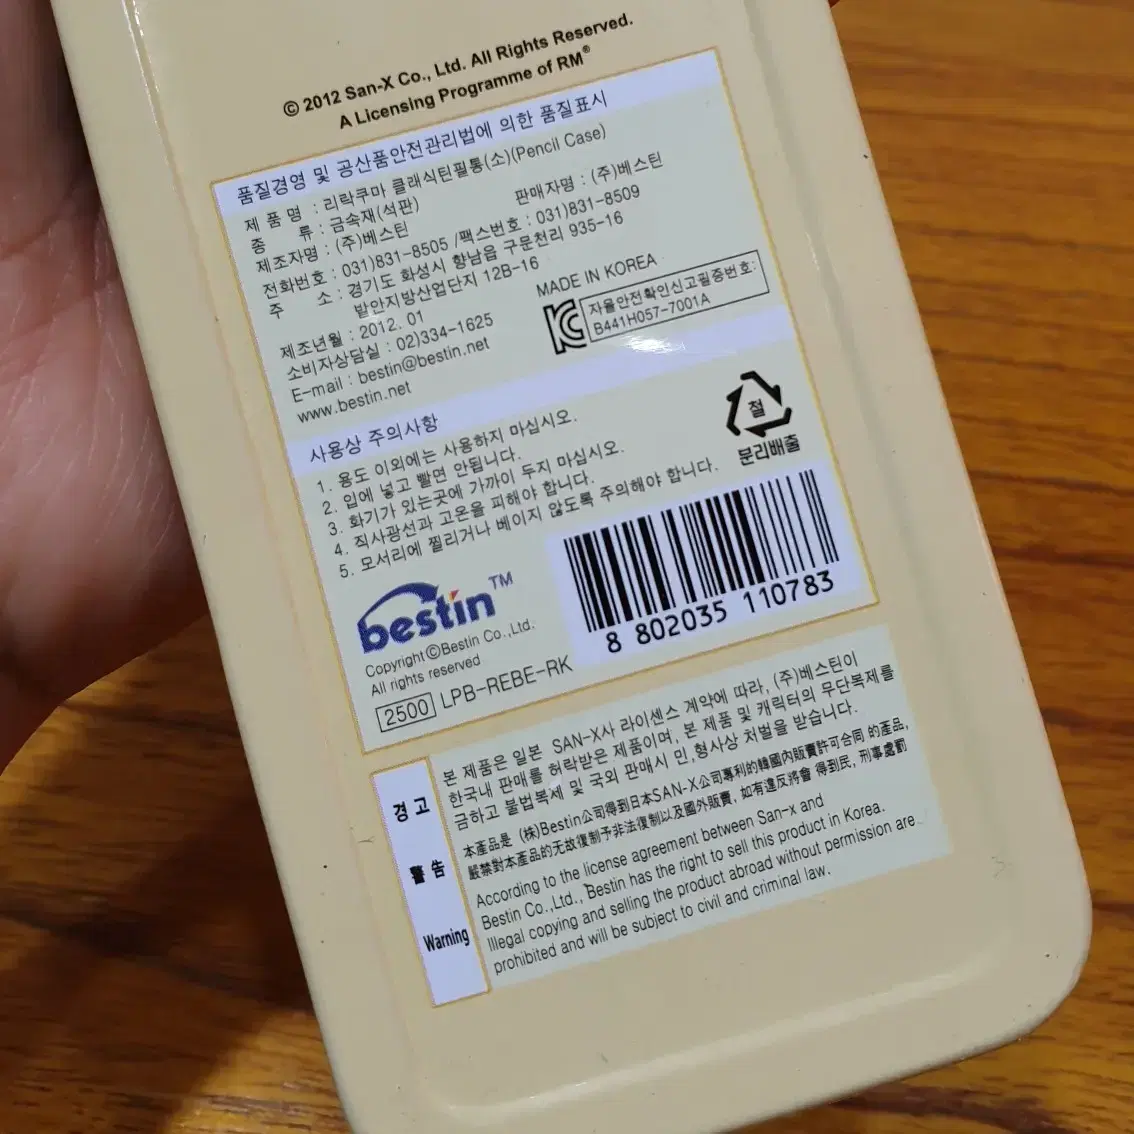 © 2012 San-X Co., Ltd. All Rights Reserved.
A Licensing Programme of RM®
품질경영 및 공산품안전관리법에 의한 품질표시
제 품 명 : 리락쿠마 클래식틴필통(소)(Pencil Case)
종 류 : 금속재(석판) 판매자명 : (주)베스틴
제조자명 : (주)베스틴
전화번호 : 031)831-8505 /팩스번호 : 031)831-8509
주 소 : 경기도 화성시 향남읍 구문천리 935-16
발안지방산업단지 12B-16
제조년월 : 2012. 01
MADE IN KOREA
소비자상담실 : 02)334-1625
E-mail : bestin@bestin.net
www.bestin.net
자율안전확인신고필증번호:
B441H057-7001A
사용상 주의사항
1. 용도 이외에는 사용하지 마십시오.
2. 입에 넣고 빨면 안됩니다.
3. 화기가 있는곳에 가까이 두지 마십시오.
4. 직사광선과 고온을 피해야 합니다.
5. 모서리에 찔리거나 베이지 않도록 주의해야 합니다.
철
분리배출
bestin™
Copyright©Bestin Co.,Ltd.
All rights reserved
2500 LPB-REBE-RK
8 802035 110783
경 고
본 제품은 일본 SAN-X사 라이센스 계약에 따라, (주)베스틴이
한국내 판매를 허락받은 제품이며, 본 제품 및 캐릭터의 무단복제를
금하고 불법복세 및 국외 판매시 민,형사상 처벌을 받습니다.
警 告
本產品是 (株)Bestin公司得到日本SAN-X公司專利的韓國內販賣許可合同 的產品,
嚴禁對本產品的无故復制予非法復制以及國外販賣, 如有違反將會 得到民, 刑事處罰
Warning
According to the license agreement between San-x and
Bestin Co.,Ltd., Bestin has the right to sell this product in Korea.
Illegal copying and selling the product abroad without permission are
prohibited and will be subject to civil and criminal law.